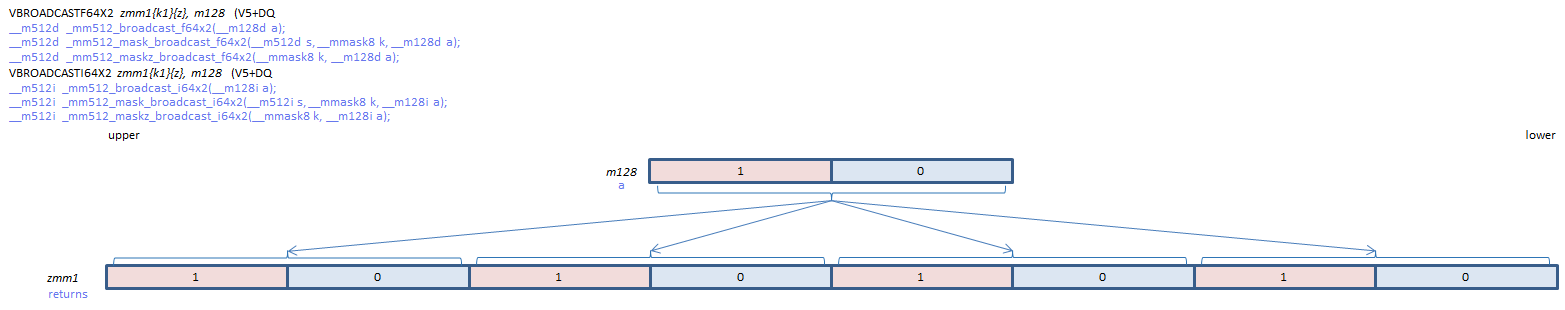 VBROADCASTF64X2 zmm1{k1}{z}, m128 (V5+DQ
__m512d _mm512_broadcast_f64x2(__m128d a);
__m512d _mm512_mask_broadcast_f64x2(__m512d s, __mmask8 k, __m128d a);
__m512d _mm512_maskz_broadcast_f64x2(__mmask8 k, __m128d a);
VBROADCASTI64X2 zmm1{k1}{z}, m128 (V5+DQ
__m512i _mm512_broadcast_i64x2(__m128i a);
__m512i _mm512_mask_broadcast_i64x2(__m512i s, __mmask8 k, __m128i a);
__m512i _mm512_maskz_broadcast_i64x2(__mmask8 k, __m128i a);
upper lower
m128 1 0
a
zmm1 1 0 1 0 1 0 1 0
returns